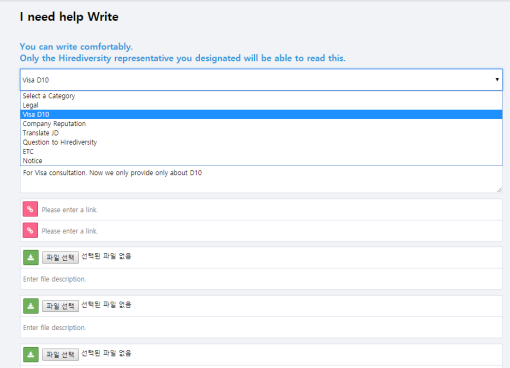 I need help Write
You can write comfortably.
Only the Hirediversity representative you designated will be able to read this.
Visa D10
Select a Category
Legal
Visa D10
Company Reputation
Translate JD
Question to Hirediversity
ETC
Notice
For Visa consultation. Now we only provide only about D10
Please enter a link.
Please enter a link.
파일 선택 선택된 파일 없음
Enter file description.
파일 선택 선택된 파일 없음
Enter file description.
파일 선택 선택된 파일 없음